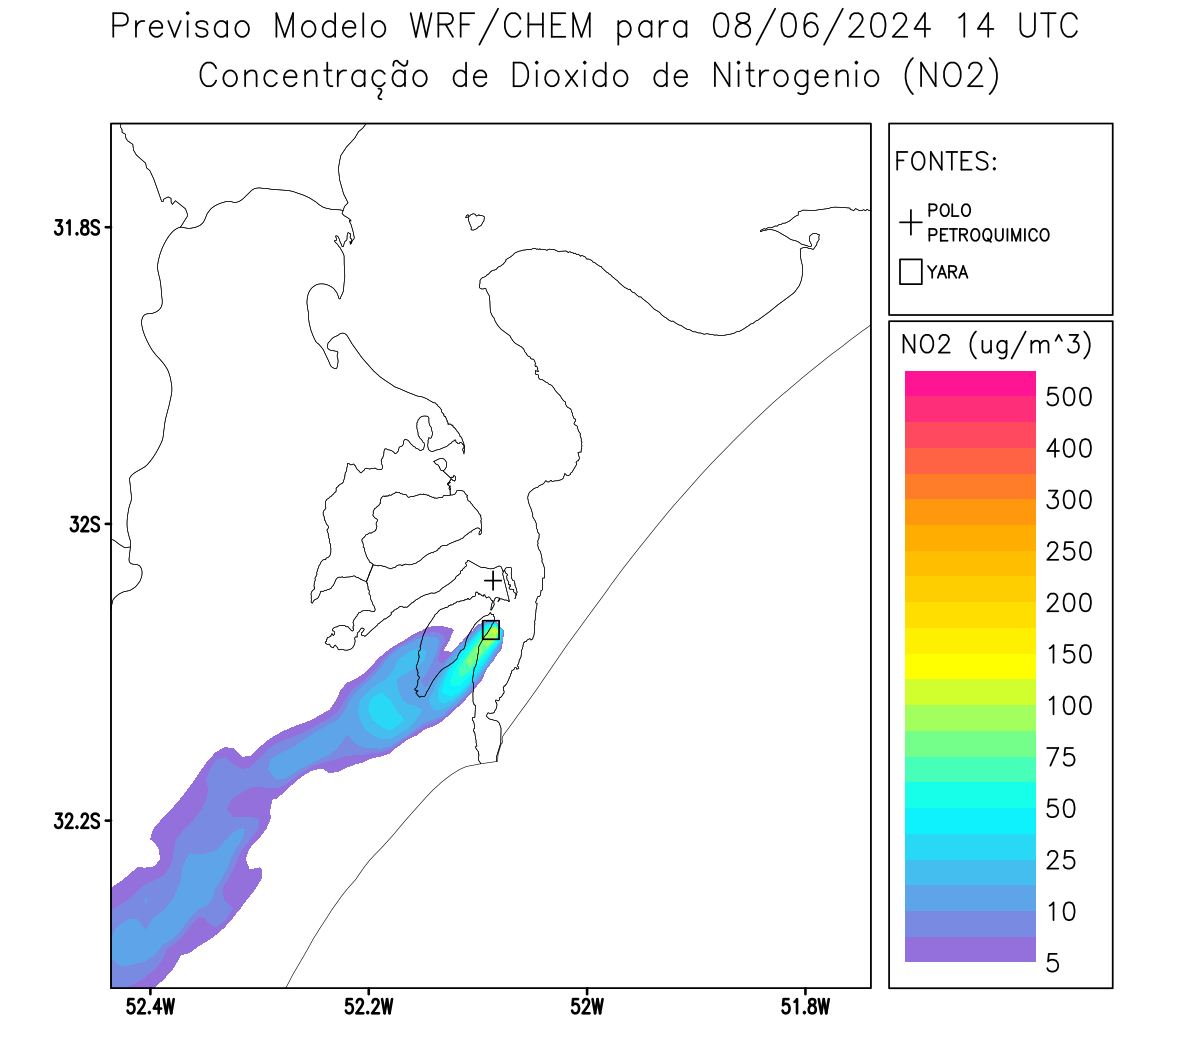 Previsao Modelo WRF/CHEM para 08/06/2024 14 UTC
Concentração de Dioxido de Nitrogenio (NO2)
FONTES:
POLO
PETROQUIMICO
YARA
31.8S
32S
32.2S
52.4W
52.2W
52W
51.8W
NO2 (ug/m^3)
500
400
300
250
200
150
100
75
50
25
10
5